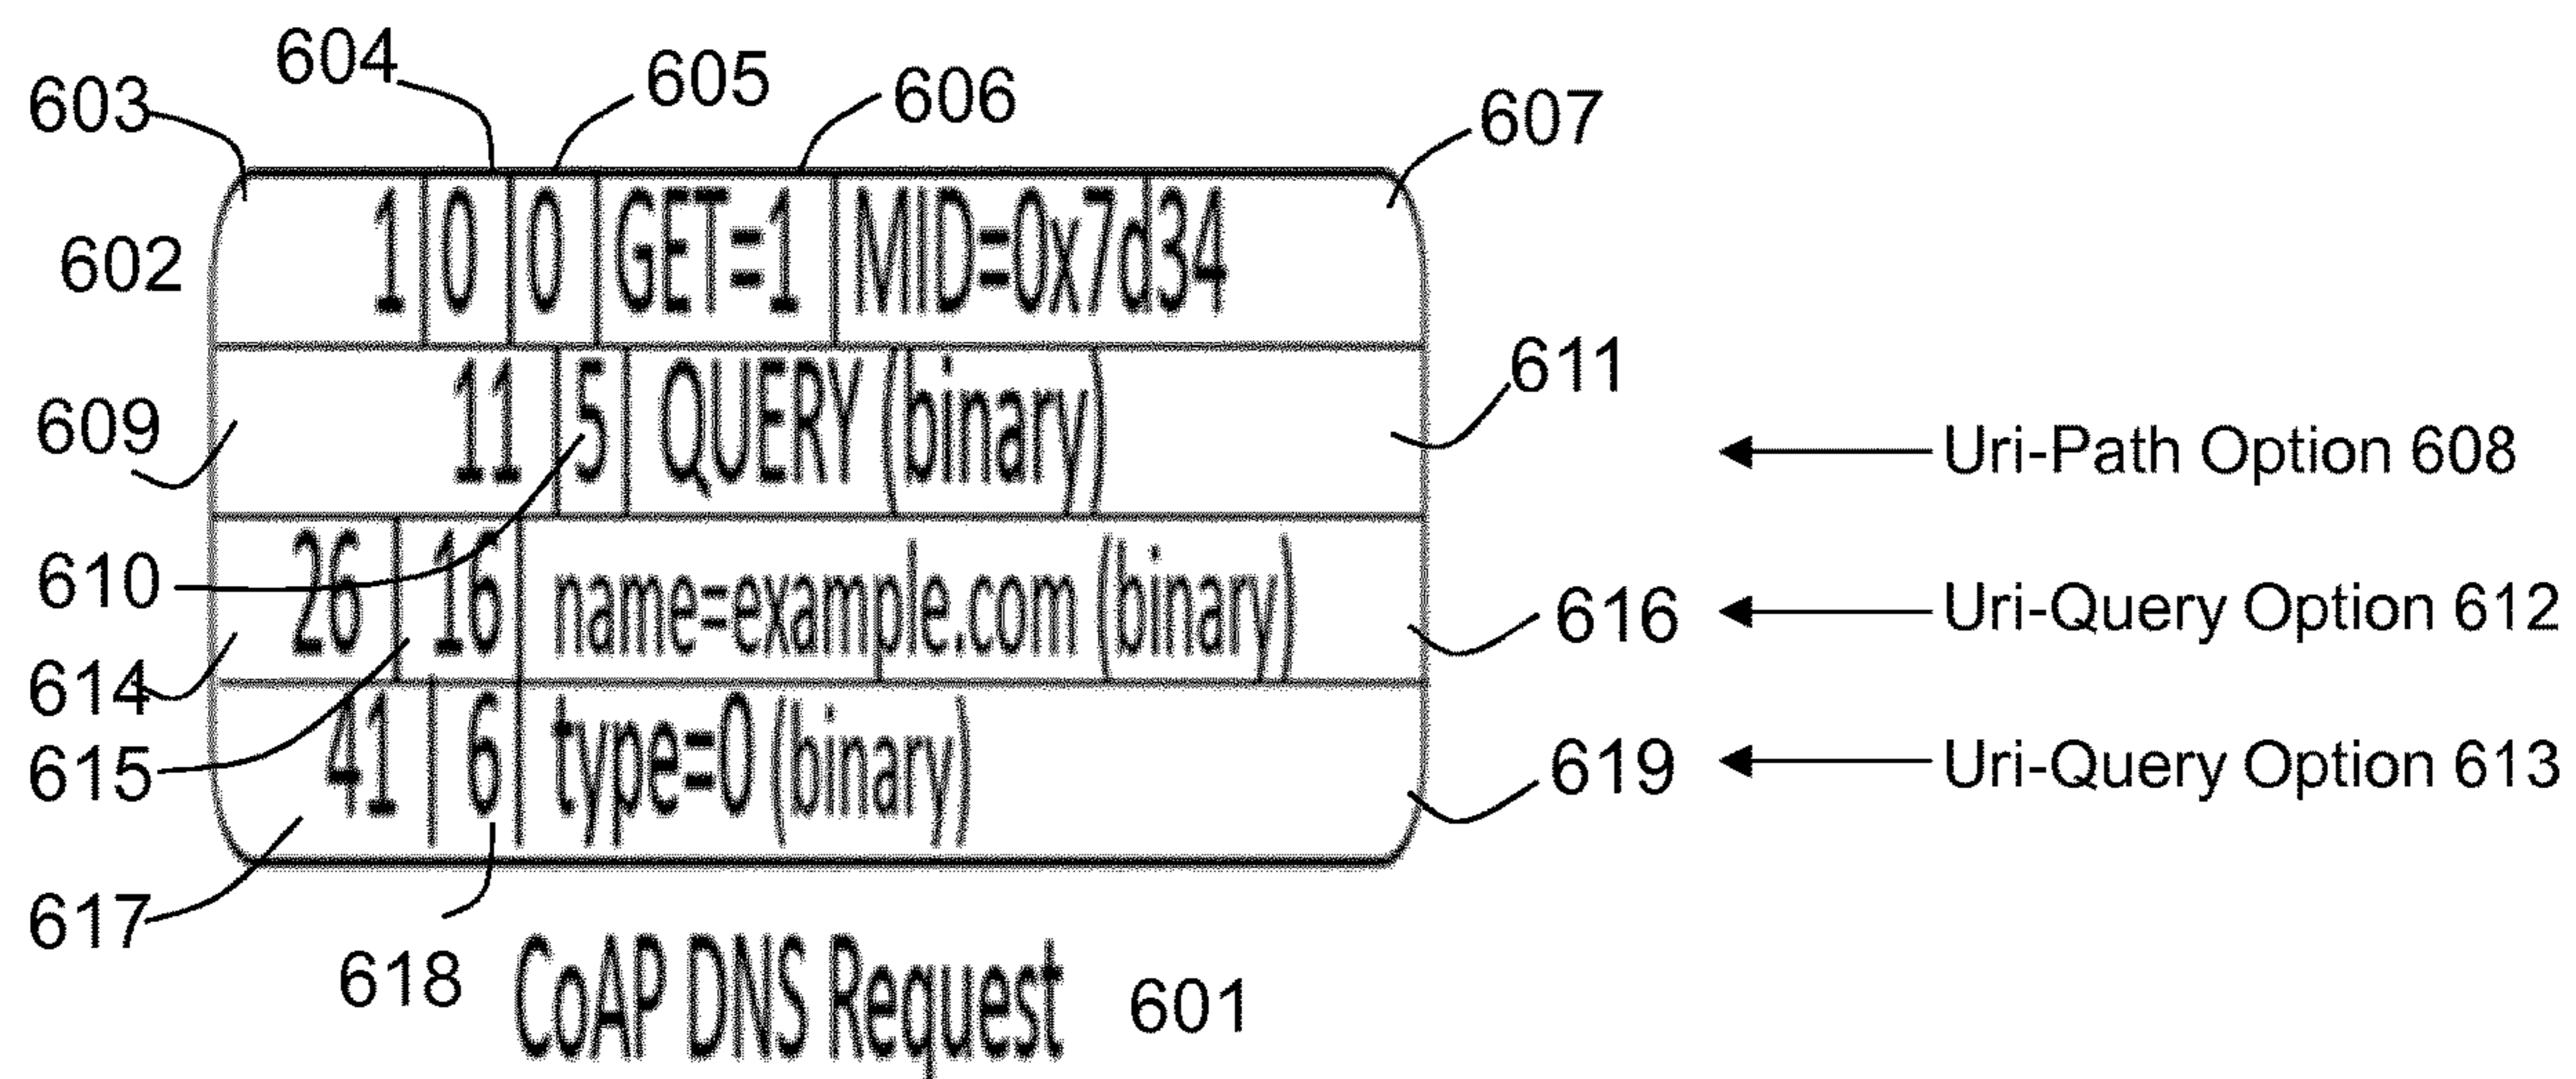 604 605 606
603 607
602 1 0 0 GET=1 MID=0x7d34
609 11 5 QUERY (binary) 611
Uri-Path Option 608
610 26 16 name=example.com (binary) 616 Uri-Query Option 612
614
615 41 6 type=0 (binary) 619 Uri-Query Option 613
617
618 CoAP DNS Request 601